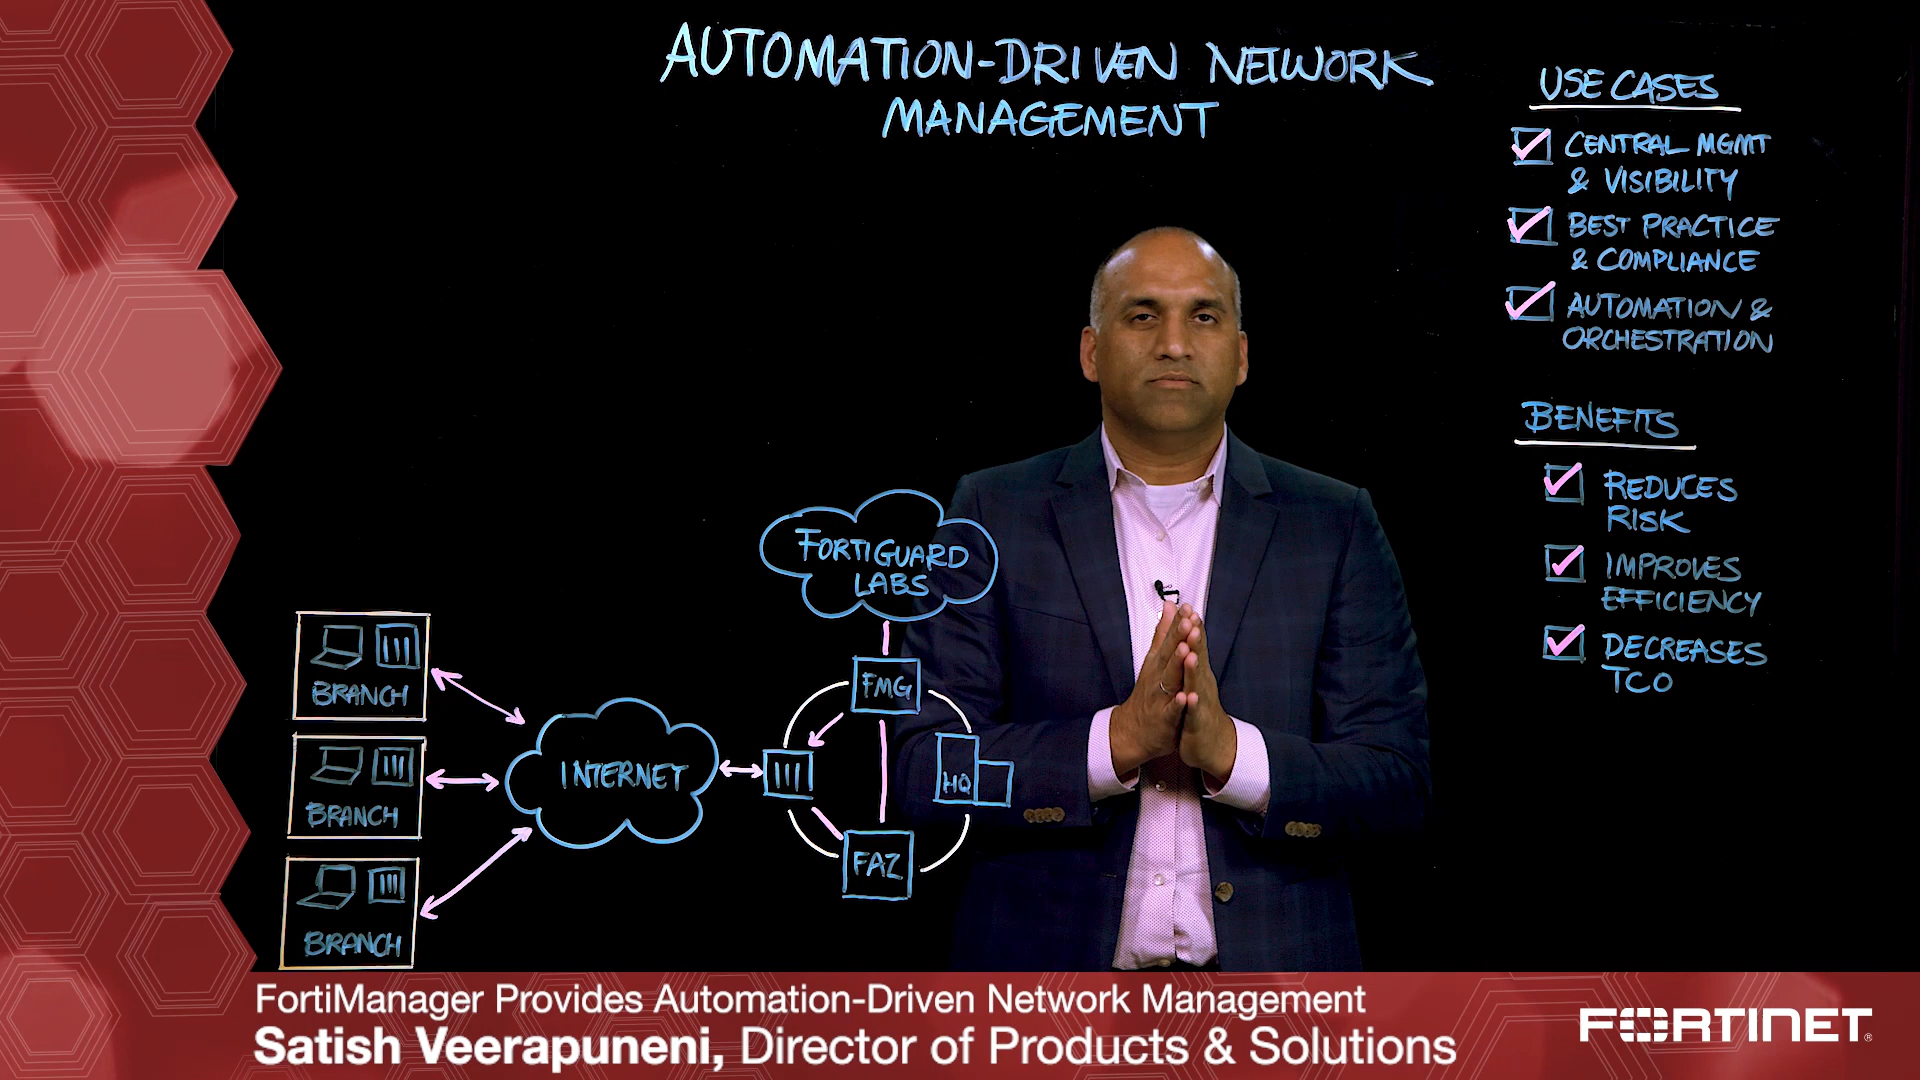 AUTOMATION-DRIVEN NETWORK
MANAGEMENT
USE CASES
CENTRAL MGMT
& VISIBILITY
BEST PRACTICE
& COMPLIANCE
AUTOMATION &
ORCHESTRATION
BENEFITS
REDUCES
RISK
IMPROVES
EFFICIENCY
DECREASES
TCO
FORTIGUARD
LABS
FMG
HQ
FAZ
INTERNET
BRANCH
BRANCH
BRANCH
FortiManager Provides Automation-Driven Network Management
Satish Veerapuneni, Director of Products & Solutions
FORTINET®